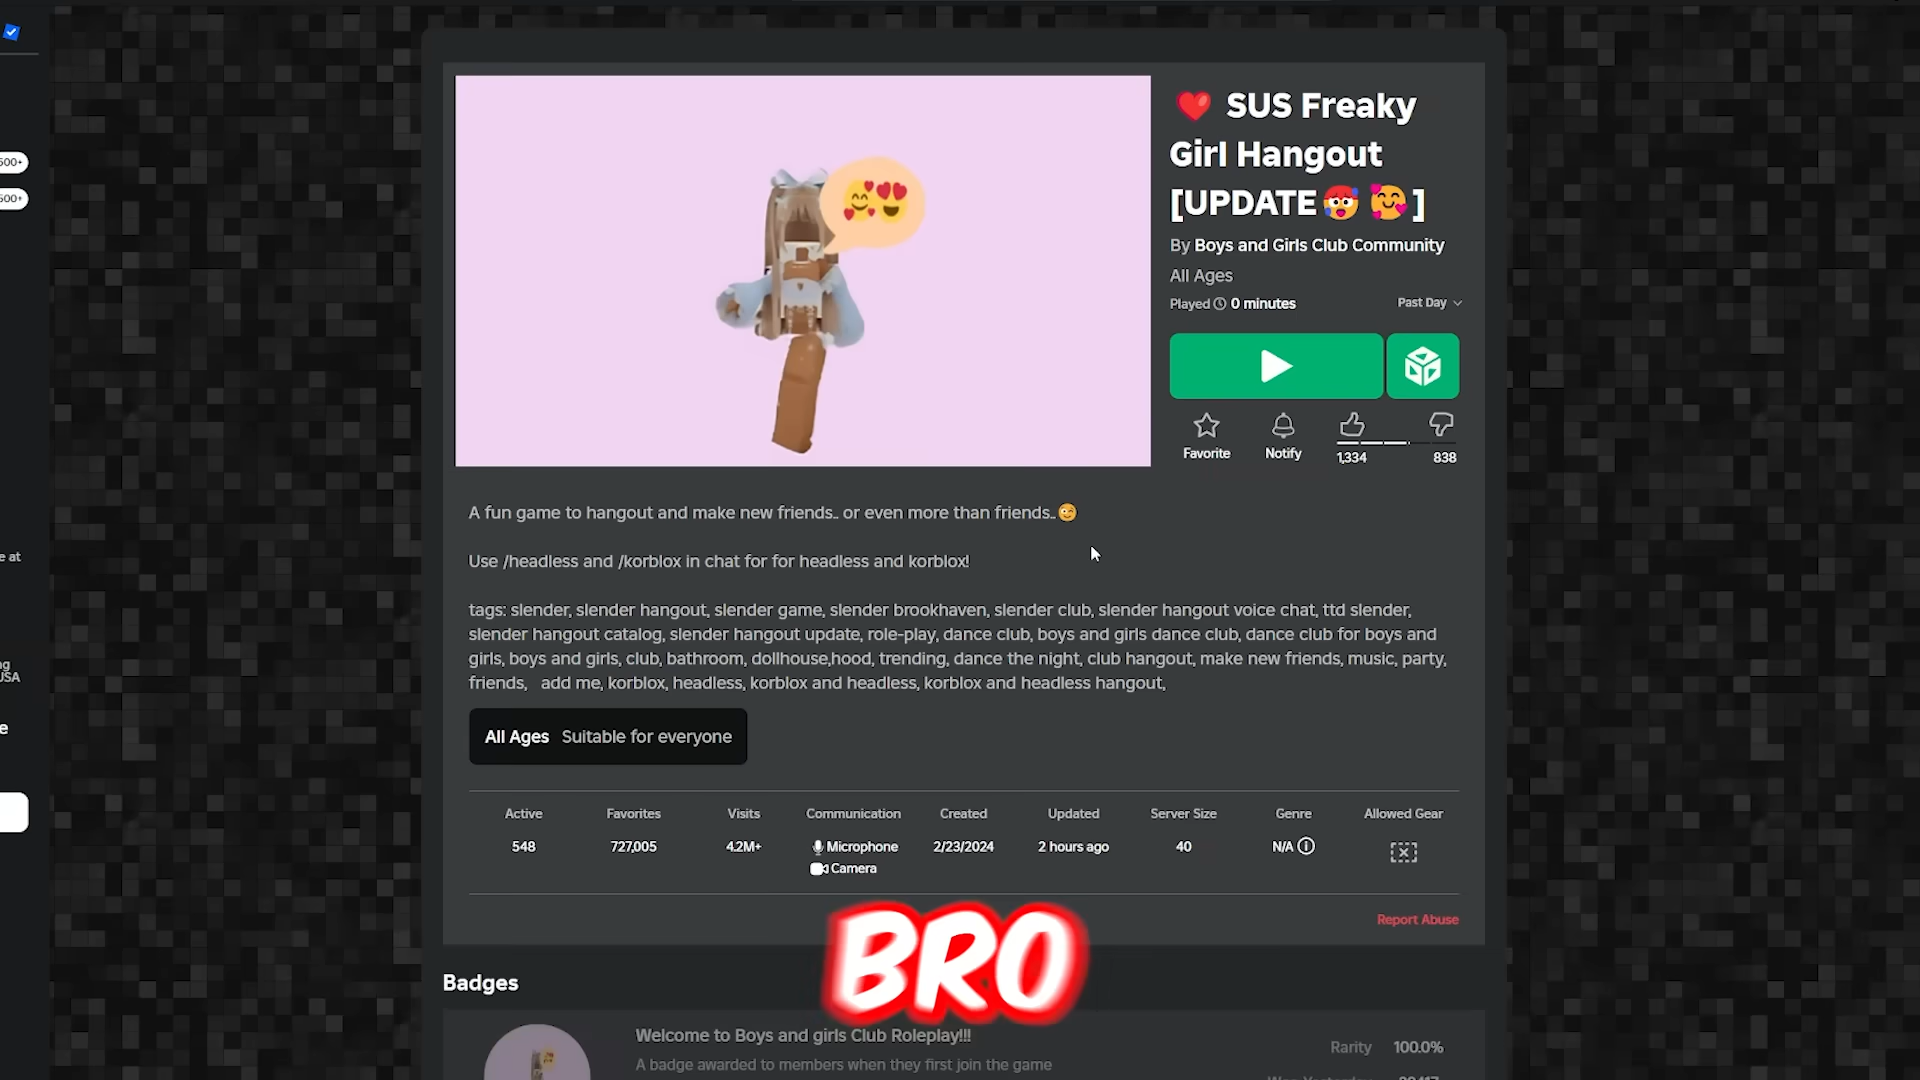 ❤️ SUS Freaky
Girl Hangout
[UPDATE🥵🥰]
By Boys and Girls Club Community
All Ages
Played 0 minutes
Past Day
Favorite
Notify
1,334
838
500+
500+
A fun game to hangout and make new friends.. or even more than friends..😏
Use /headless and /korblox in chat for for headless and korblox!
e at
tags: slender, slender hangout, slender game, slender brookhaven, slender club, slender hangout voice chat, ttd slender,
slender hangout catalog, slender hangout update, role-play, dance club, boys and girls dance club, dance club for boys and
girls, boys and girls, club, bathroom, dollhouse,hood, trending, dance the night, club hangout, make new friends, music, party,
friends, add me, korblox, headless, korblox and headless, korblox and headless hangout,
ng
USA
e
All Ages Suitable for everyone
Active Favorites Visits Communication Created Updated Server Size Genre Allowed Gear
548 727,005 4.2M+ Microphone 2/23/2024 2 hours ago 40 N/A
Camera
Report Abuse
BRO
Badges
Welcome to Boys and girls Club Roleplay!!!
A badge awarded to members when they first join the game
Rarity 100.0%